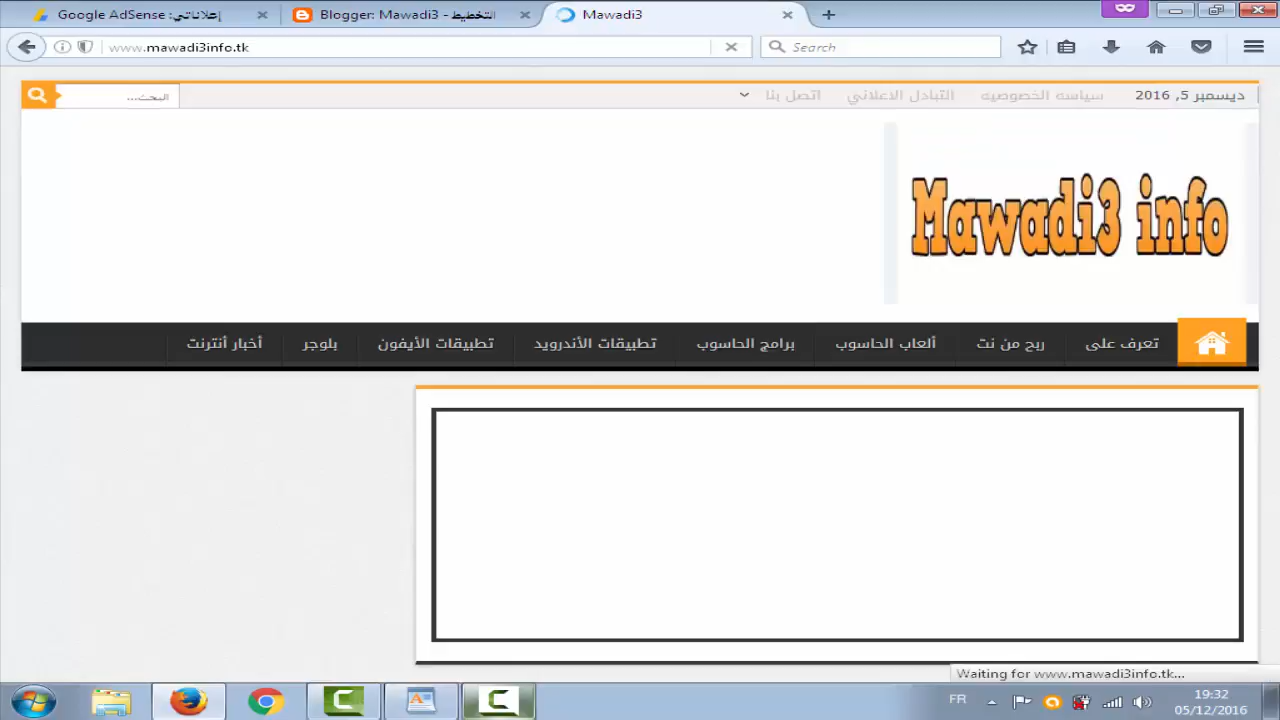 Google AdSense :إعلاناتي
Blogger: Mawadi3 - التخطيط
Mawadi3
www.mawadi3info.tk
Search
ديسمبر 5, 2016
سياسه الخصوصيه
التبادل الاعلاني
اتصل بنا
البحث...
Mawadi3 info
تعرف على
ربح من نت
ألعاب الحاسوب
برامج الحاسوب
تطبيقات الأندرويد
تطبيقات الأيفون
بلوجر
أخبار أنترنت
Waiting for www.mawadi3info.tk...
FR
19:32
05/12/2016